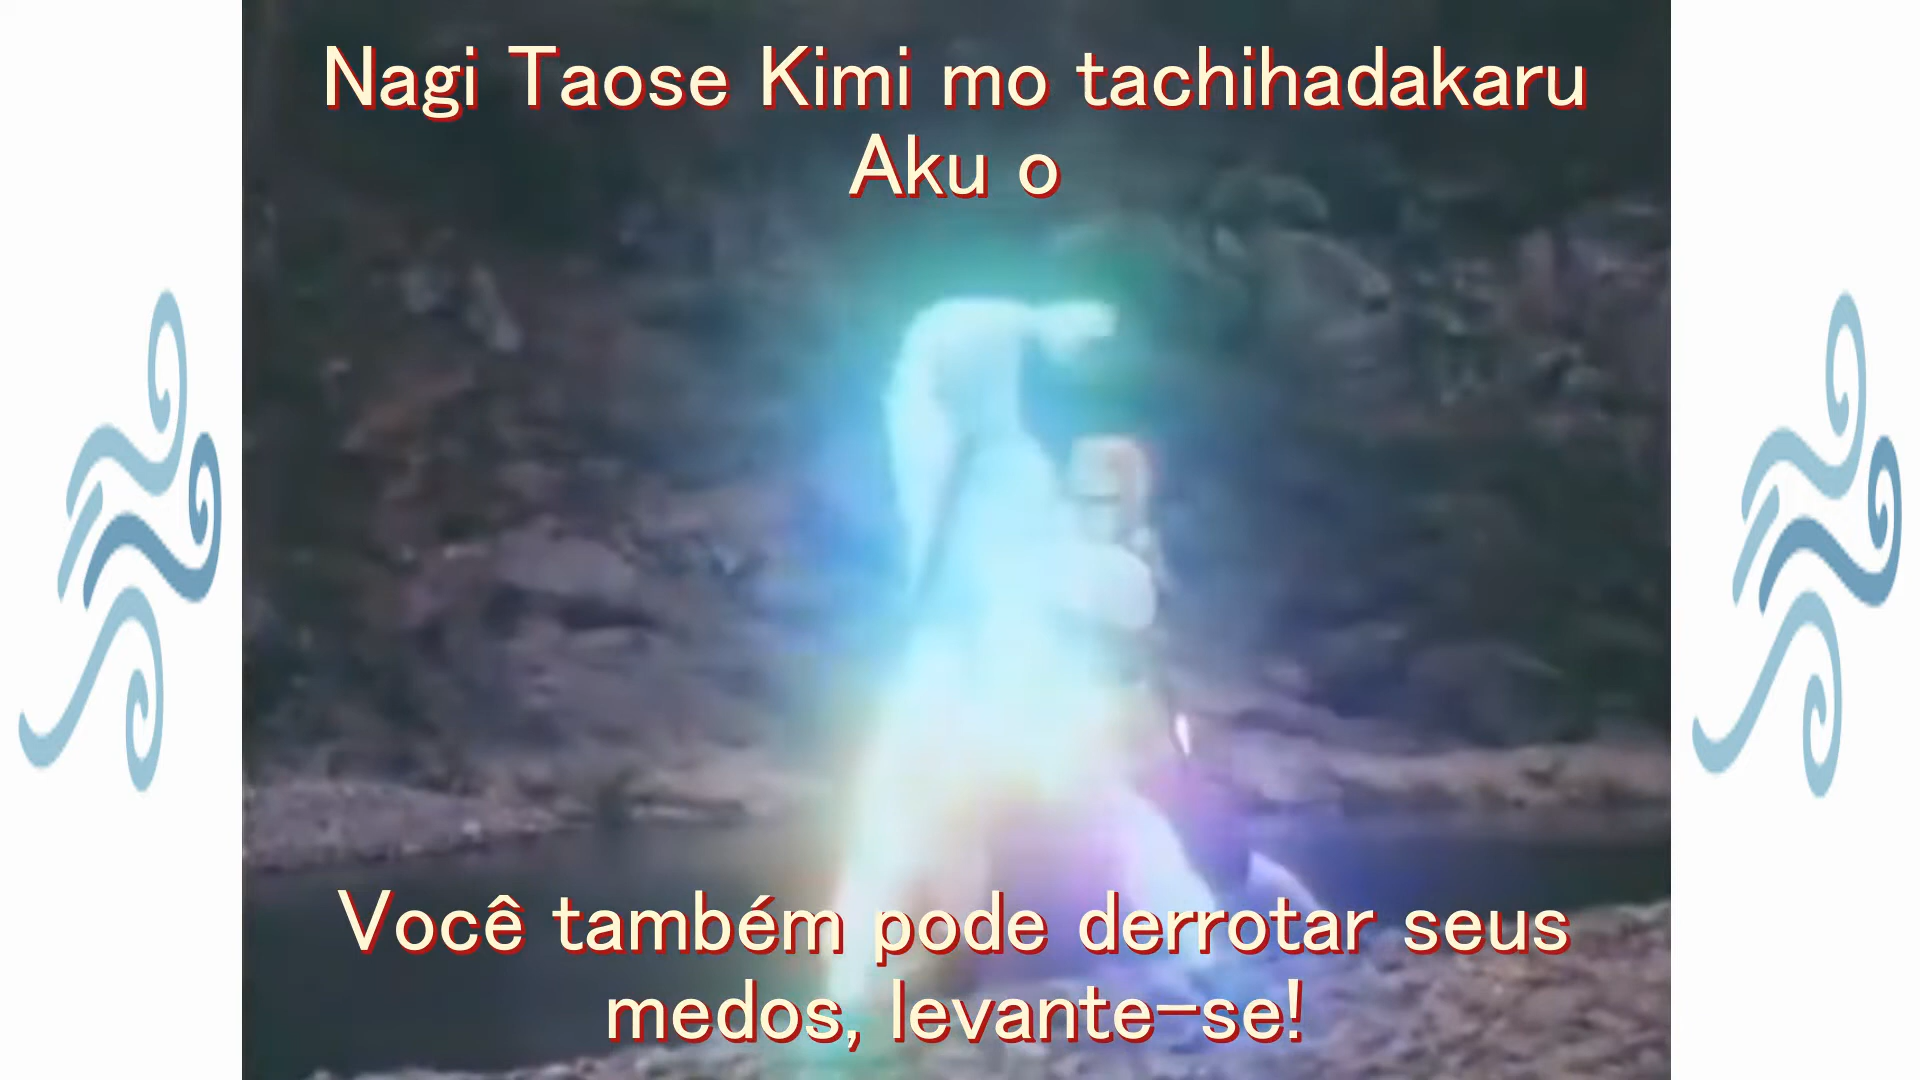 Nagi Taose Kimi mo tachihadakaru
Aku o
Você também pode derrotar seus
medos, levante-se!